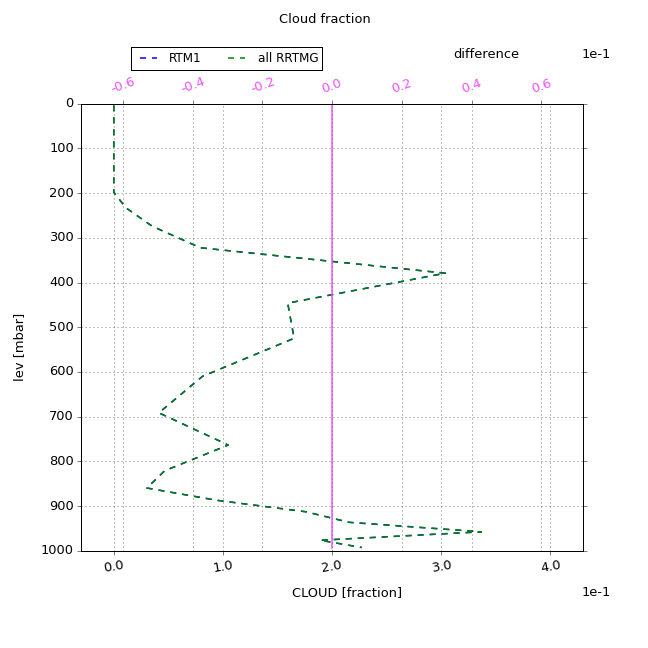 Cloud fraction
RTM1 all RRTMG
difference 1e-1
-0.6 -0.4 -0.2 0.0 0.2 0.4 0.6
0
100
200
300
400
500
600
700
800
900
1000
lev [mbar]
0.0 1.0 2.0 3.0 4.0
CLOUD [fraction] 1e-1